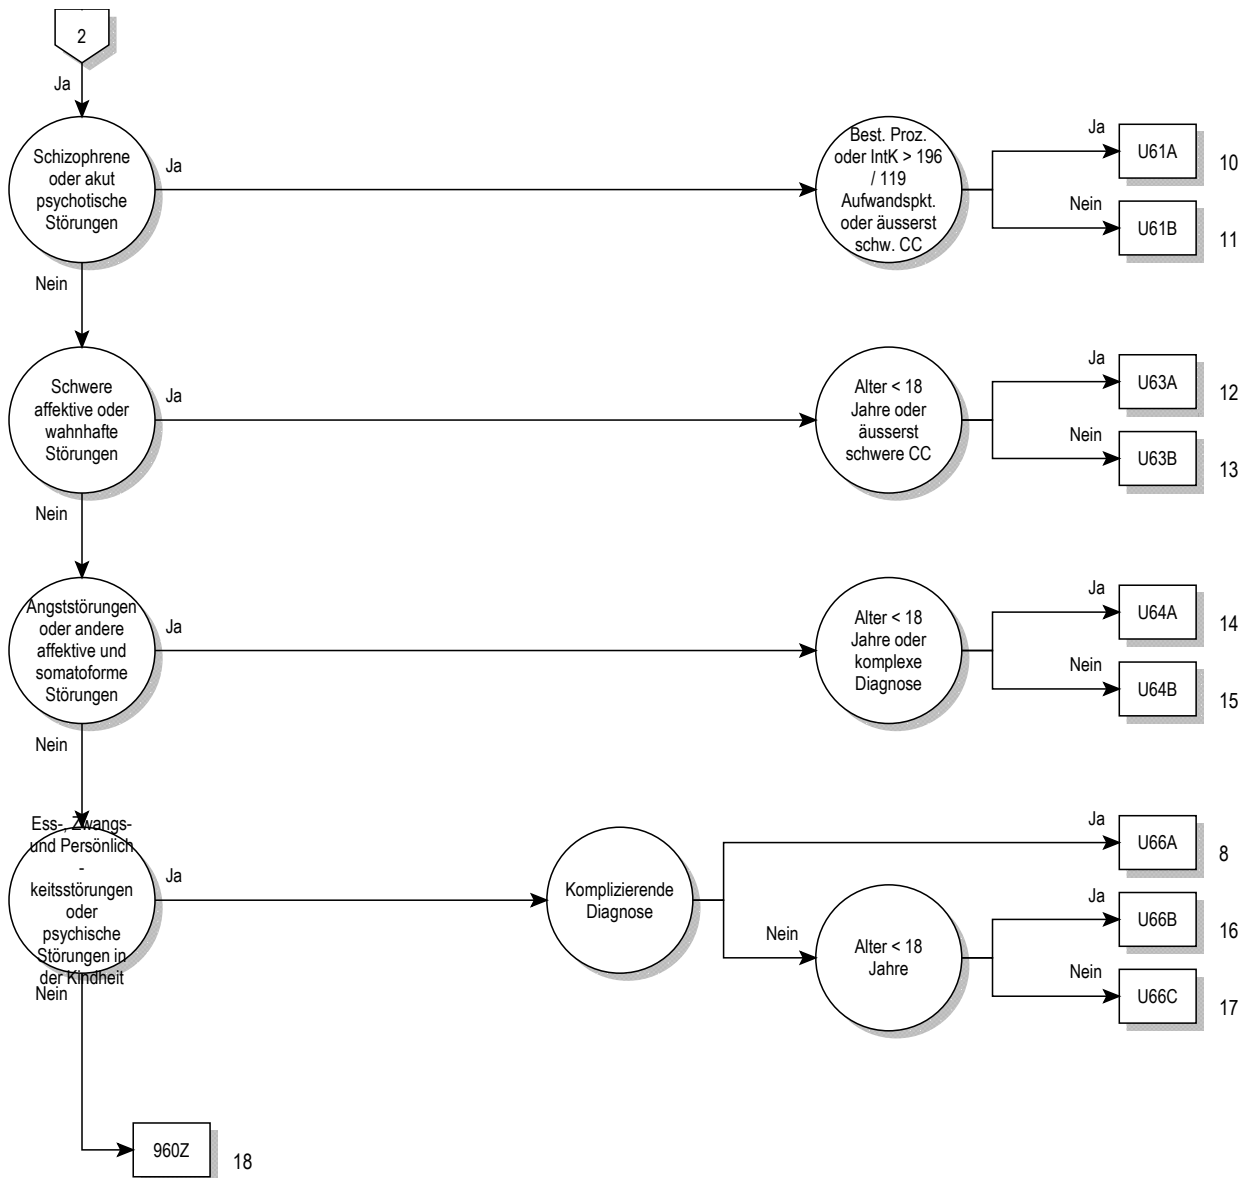 2
Ja
Schizophrene
oder akut
psychotische
Störungen
Ja
Best. Proz.
oder IntK > 196
/ 119
Aufwandspkt.
oder äusserst
schw. CC
Ja
U61A
10
Nein
U61B
11
Nein
Schwere
affektive oder
wahnhafte
Störungen
Ja
Alter < 18
Jahre oder
äusserst
schwere CC
Ja
U63A
12
Nein
U63B
13
Nein
Angststörungen
oder andere
affektive und
somatoforme
Störungen
Ja
Alter < 18
Jahre oder
komplexe
Diagnose
Ja
U64A
14
Nein
U64B
15
Nein
Ess-, Zwangs-
und Persönlich
-
keitsstörungen
oder
psychische
Störungen in
der Kindheit
Ja
Komplizierende
Diagnose
Ja
U66A
8
Nein
Alter < 18
Jahre
Ja
U66B
16
Nein
U66C
17
Nein
960Z
18